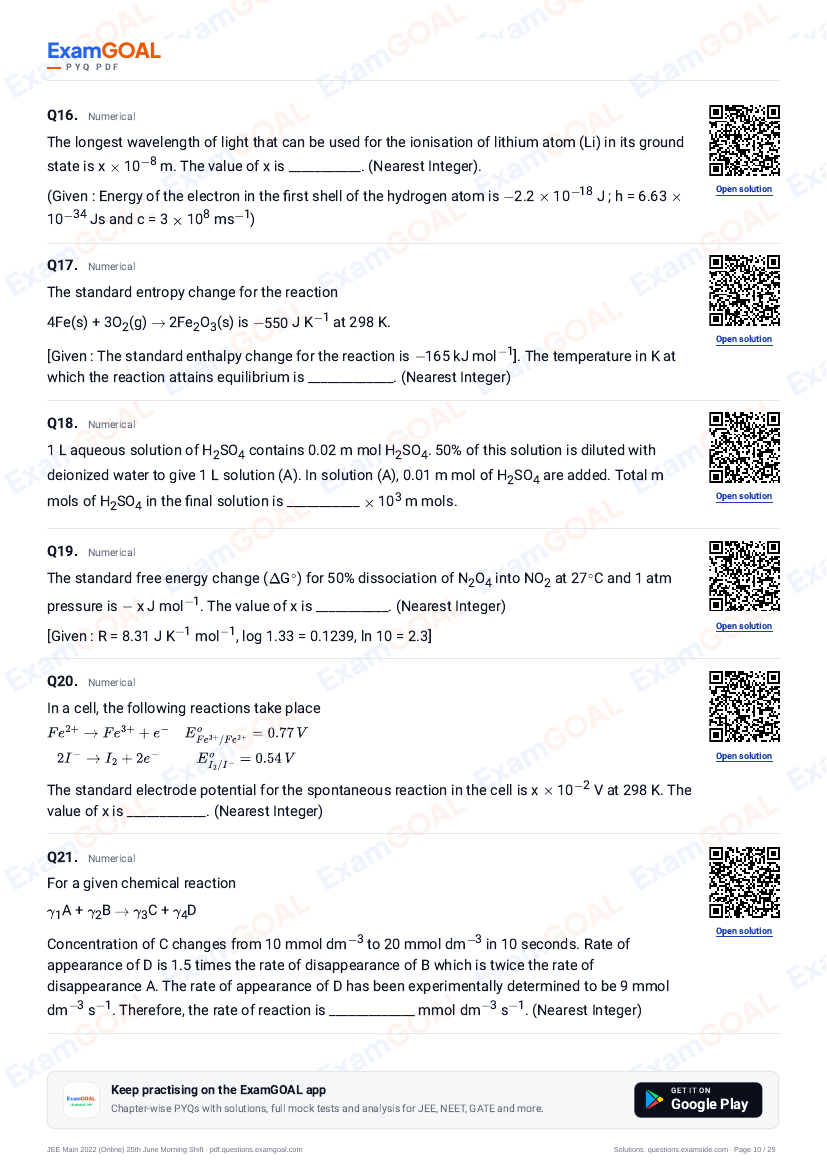 ExamGOAL
PYQ PDF
Q16. Numerical
The longest wavelength of light that can be used for the ionisation of lithium atom (Li) in its ground
state is x × 10⁻⁸ m. The value of x is ___________. (Nearest Integer).
(Given : Energy of the electron in the first shell of the hydrogen atom is −2.2 × 10⁻¹⁸ J ; h = 6.63 ×
10⁻³⁴ Js and c = 3 × 10⁸ ms⁻¹)
Open solution
Q17. Numerical
The standard entropy change for the reaction
4Fe(s) + 3O₂(g) → 2Fe₂O₃(s) is −550 J K⁻¹ at 298 K.
[Given : The standard enthalpy change for the reaction is −165 kJ mol⁻¹]. The temperature in K at
which the reaction attains equilibrium is _____________. (Nearest Integer)
Open solution
Q18. Numerical
1 L aqueous solution of H₂SO₄ contains 0.02 m mol H₂SO₄. 50% of this solution is diluted with
deionized water to give 1 L solution (A). In solution (A), 0.01 m mol of H₂SO₄ are added. Total m
mols of H₂SO₄ in the final solution is ___________ × 10³ m mols.
Open solution
Q19. Numerical
The standard free energy change (ΔG°) for 50% dissociation of N₂O₄ into NO₂ at 27°C and 1 atm
pressure is − x J mol⁻¹. The value of x is ___________. (Nearest Integer)
[Given : R = 8.31 J K⁻¹ mol⁻¹, log 1.33 = 0.1239, ln 10 = 2.3]
Open solution
Q20. Numerical
In a cell, the following reactions take place
Fe²⁺ → Fe³⁺ + e⁻ E°_{Fe³⁺/Fe²⁺} = 0.77 V
2I⁻ → I₂ + 2e⁻ E°_{I₂/I⁻} = 0.54 V
The standard electrode potential for the spontaneous reaction in the cell is x × 10⁻² V at 298 K. The
value of x is ____________. (Nearest Integer)
Open solution
Q21. Numerical
For a given chemical reaction
γ₁A + γ₂B → γ₃C + γ₄D
Concentration of C changes from 10 mmol dm⁻³ to 20 mmol dm⁻³ in 10 seconds. Rate of
appearance of D is 1.5 times the rate of disappearance of B which is twice the rate of
disappearance A. The rate of appearance of D has been experimentally determined to be 9 mmol
dm⁻³ s⁻¹. Therefore, the rate of reaction is _____________ mmol dm⁻³ s⁻¹. (Nearest Integer)
Open solution
ExamGOAL
Keep practising on the ExamGOAL app
Chapter-wise PYQs with solutions, full mock tests and analysis for JEE, NEET, GATE and more.
GET IT ON
Google Play
JEE Main 2022 (Online) 25th June Morning Shift · pdf.questions.examgoal.com
Solutions: questions.examside.com · Page 10 / 25